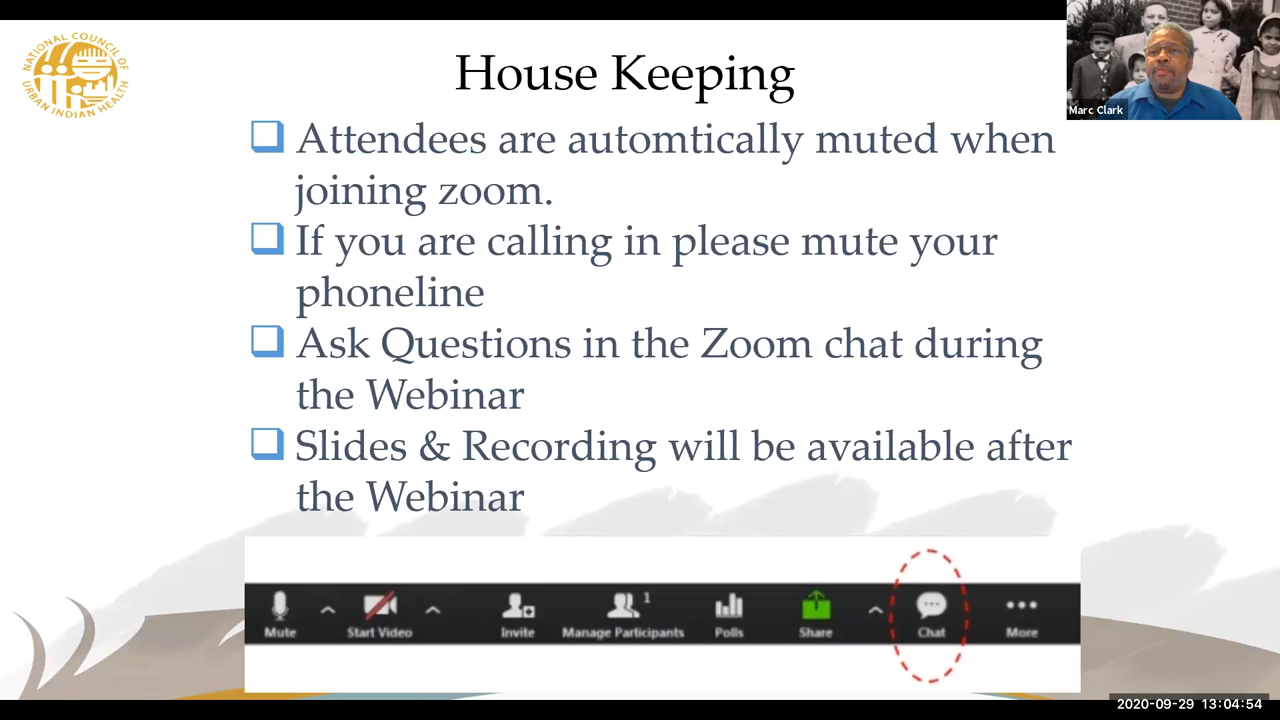 NATIONAL COUNCIL OF
URBAN INDIAN HEALTH
House Keeping
Marc Clark
Attendees are automtically muted when
joining zoom.
If you are calling in please mute your
phoneline
Ask Questions in the Zoom chat during
the Webinar
Slides & Recording will be available after
the Webinar
1
Mute Start Video Invite Manage Participants Polls Share Chat More
2020-09-29 13:04:54